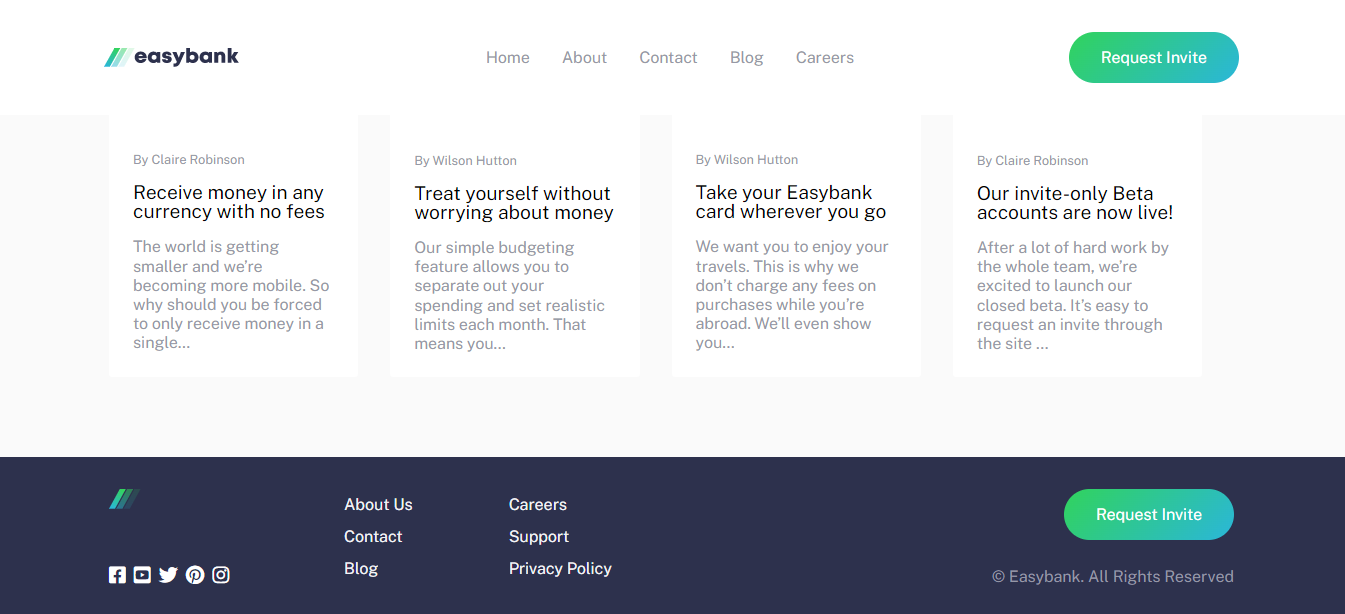 easybank
Home About Contact Blog Careers
Request Invite
By Claire Robinson
Receive money in any
currency with no fees
The world is getting
smaller and we’re
becoming more mobile. So
why should you be forced
to only receive money in a
single…
By Wilson Hutton
Treat yourself without
worrying about money
Our simple budgeting
feature allows you to
separate out your
spending and set realistic
limits each month. That
means you…
By Wilson Hutton
Take your Easybank
card wherever you go
We want you to enjoy your
travels. This is why we
don’t charge any fees on
purchases while you’re
abroad. We’ll even show
you…
By Claire Robinson
Our invite-only Beta
accounts are now live!
After a lot of hard work by
the whole team, we’re
excited to launch our
closed beta. It’s easy to
request an invite through
the site ...
About Us
Contact
Blog
Careers
Support
Privacy Policy
Request Invite
© Easybank. All Rights Reserved